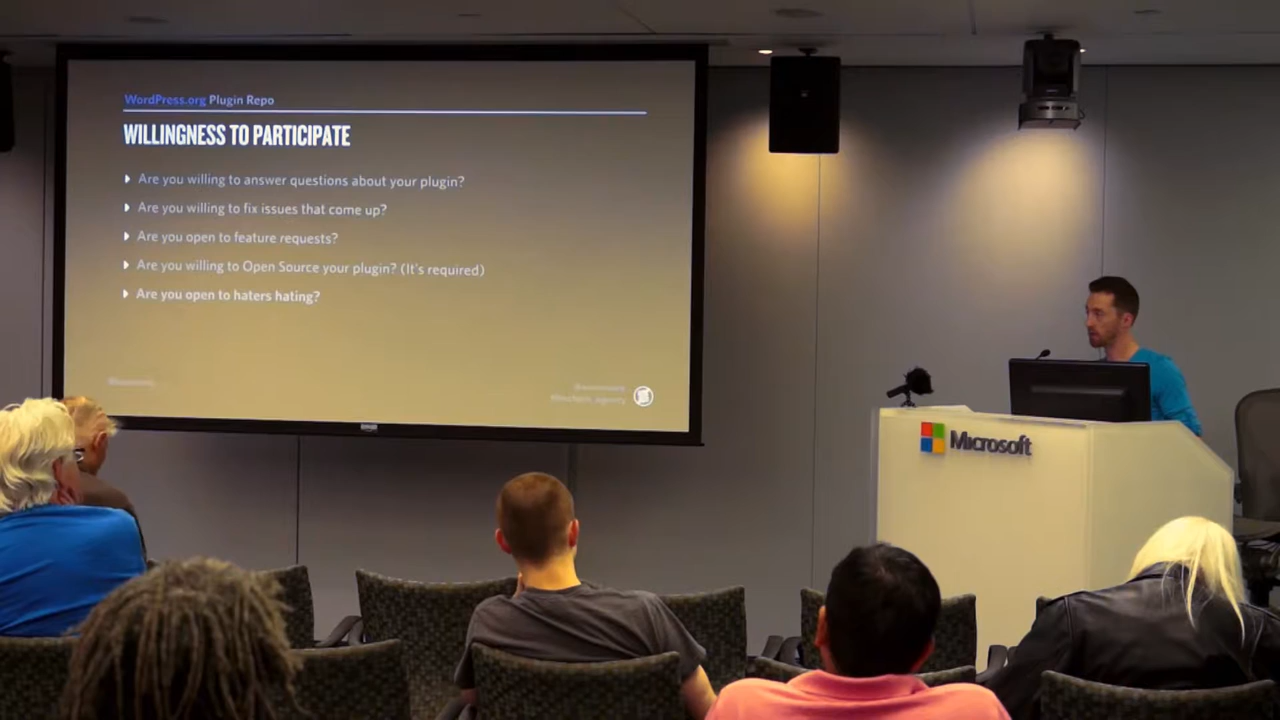 WordPress.org Plugin Repo
WILLINGNESS TO PARTICIPATE
Are you willing to answer questions about your plugin?
Are you willing to fix issues that come up?
Are you open to feature requests?
Are you willing to Open Source your plugin? (It's required)
Are you open to haters hating?
Microsoft